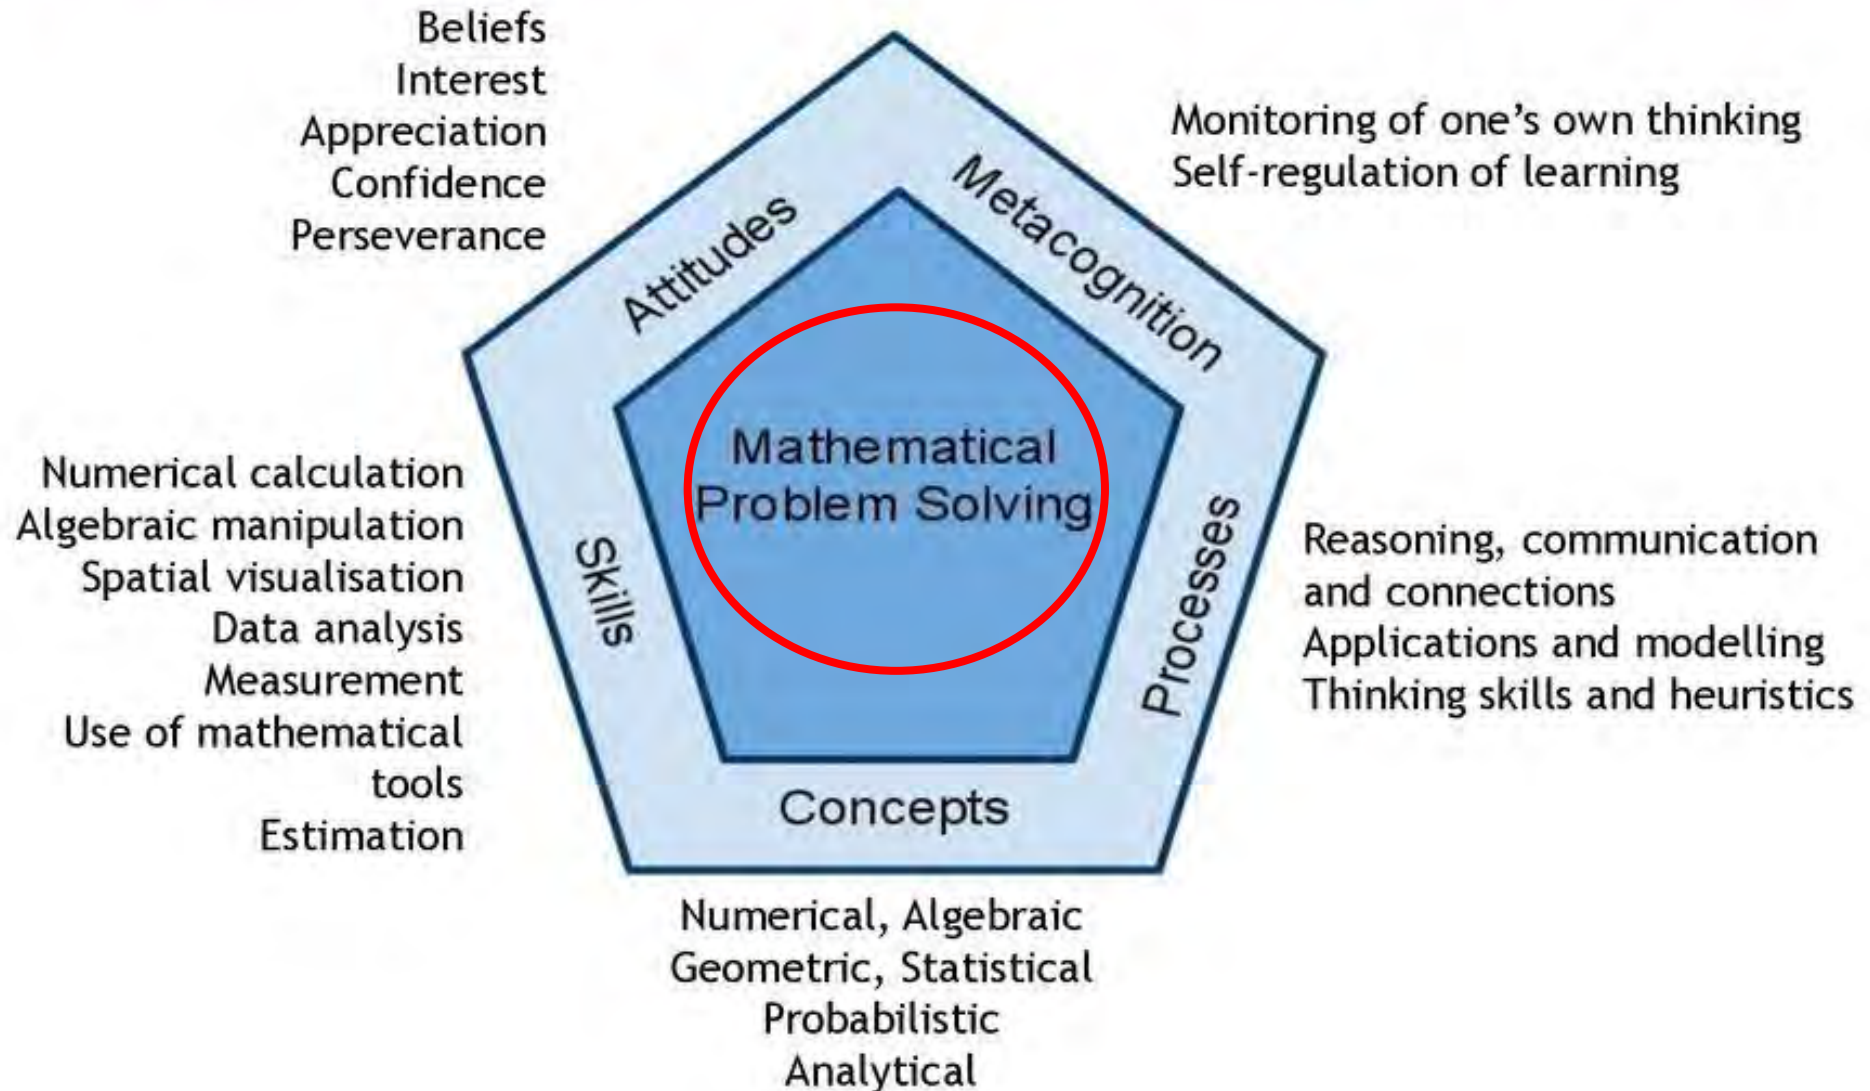 Beliefs
Interest
Appreciation
Confidence
Perseverance
Attitudes
Metacognition
Monitoring of one's own thinking
Self-regulation of learning
Mathematical
Problem Solving
Numerical calculation
Algebraic manipulation
Spatial visualisation
Data analysis
Measurement
Use of mathematical
tools
Estimation
Skills
Processes
Reasoning, communication
and connections
Applications and modelling
Thinking skills and heuristics
Concepts
Numerical, Algebraic
Geometric, Statistical
Probabilistic
Analytical